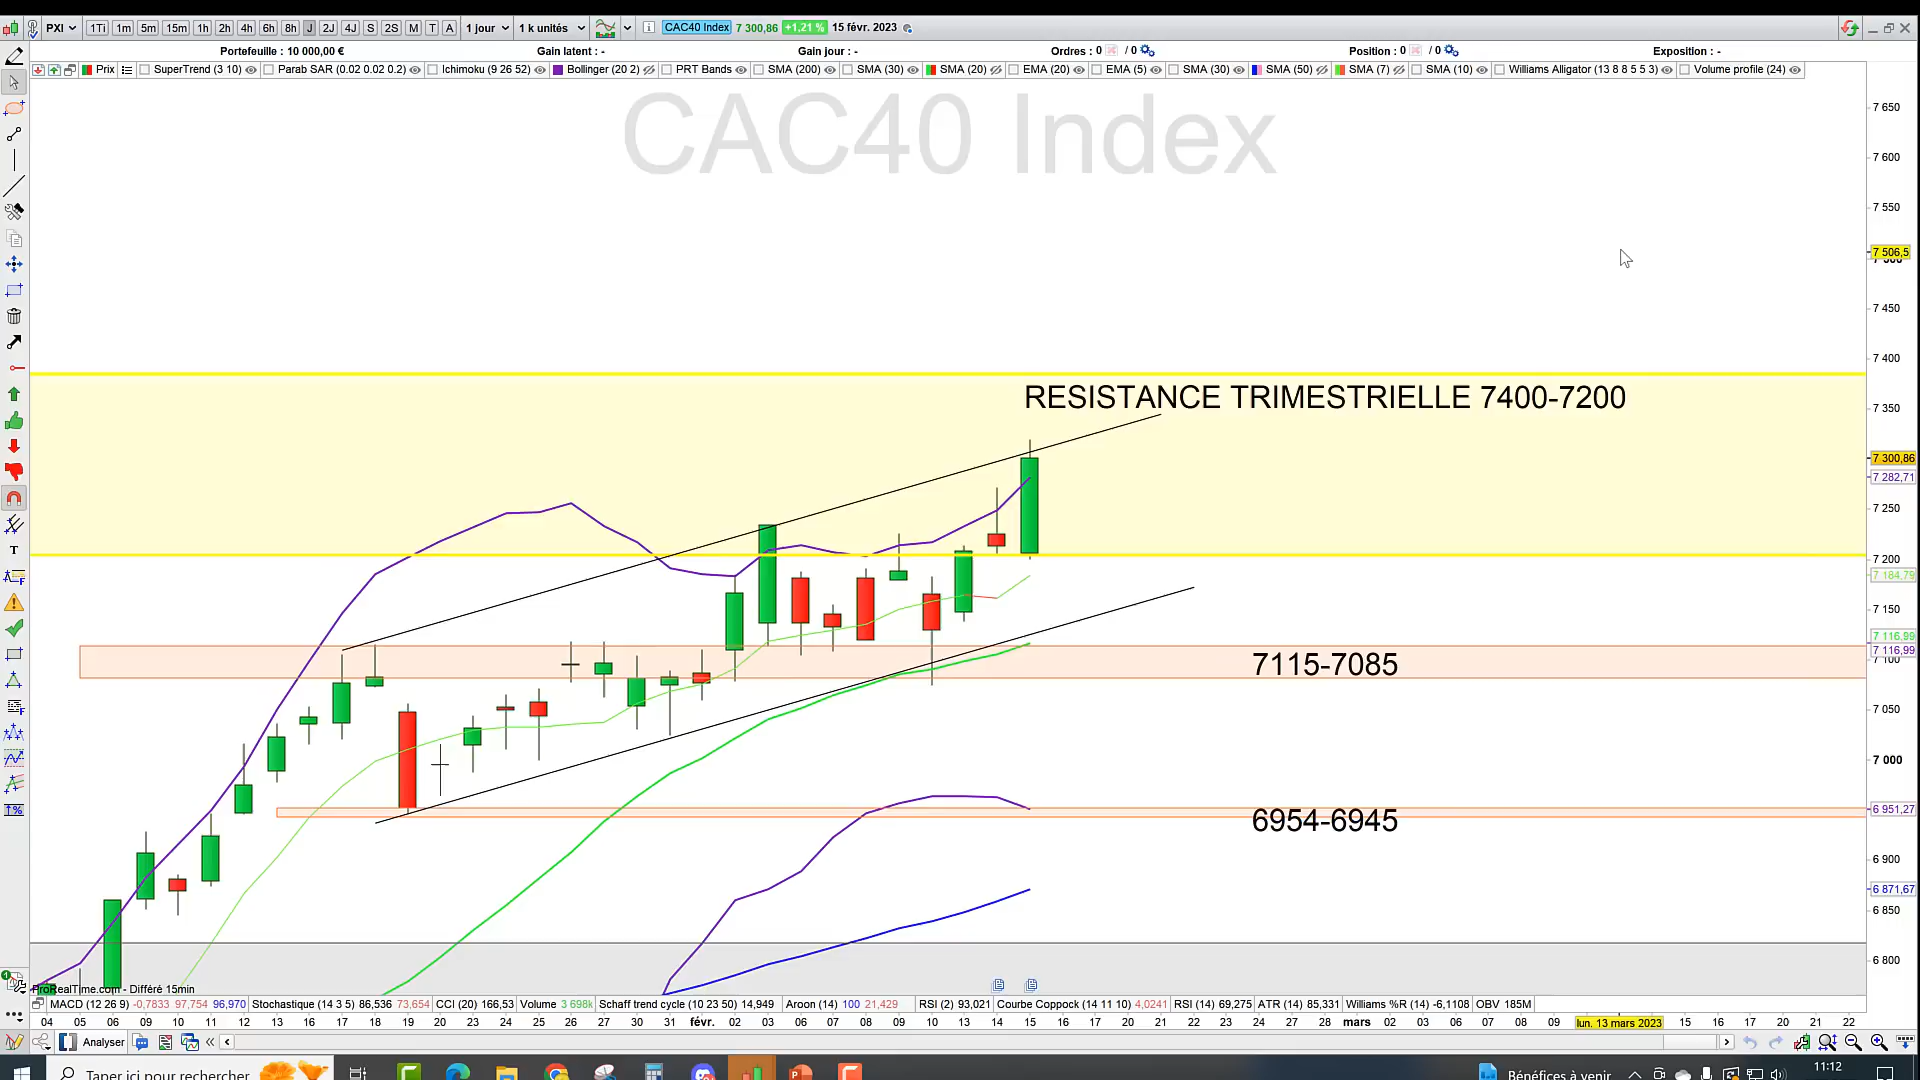 PXI 1Ti 1m 5m 15m 1h 2h 4h 6h 8h J 2J 4J S 2S M T A 1 jour 1 k unités CAC40 Index 7 300,86 +1,21 % 15 févr. 2023
Portefeuille : 10 000,00 € Gain latent : - Gain jour : - Ordres : 0 / 0 Position : 0 / 0 Exposition : -
Prix SuperTrend (3 10) Parab SAR (0.02 0.02 0.2) Ichimoku (9 26 52) Bollinger (20 2) PRT Bands SMA (200) SMA (30) SMA (20) EMA (20) EMA (5) SMA (30) SMA (50) SMA (7) SMA (10) Williams Alligator (13 8 8 5 5 3) Volume profile (24)
CAC40 Index
7 650
7 600
7 550
7 506,5
7 450
7 400
RESISTANCE TRIMESTRIELLE 7400-7200
7 350
7 300,86
7 282,71
7 250
7 200
7 184,79
7 150
7 116,99
7 116,99
7 100
7115-7085
7 050
7 000
6 951,27
6954-6945
6 900
6 871,67
6 850
6 800
ProRealTime.com - Différé 15min
MACD (12 26 9) -0,7833 97,754 96,970 Stochastique (14 3 5) 86,536 73,654 CCI (20) 166,53 Volume 3 698k Schaff trend cycle (10 23 50) 14,949 Aroon (14) 100 21,429 RSI (2) 93,021 Courbe Coppock (14 11 10) 4,0241 RSI (14) 69,275 ATR (14) 85,331 Williams %R (14) -6,1108 OBV 185M
04 05 06 09 10 11 12 13 16 17 18 19 20 23 24 25 26 27 30 31 févr. 02 03 06 07 08 09 10 13 14 15 16 17 20 21 22 23 24 27 28 mars 02 03 06 07 08 09 lun. 13 mars 2023 15 16 17 20 21 22
Analyser
Taper ici pour rechercher Bénéfices à venir 11:12